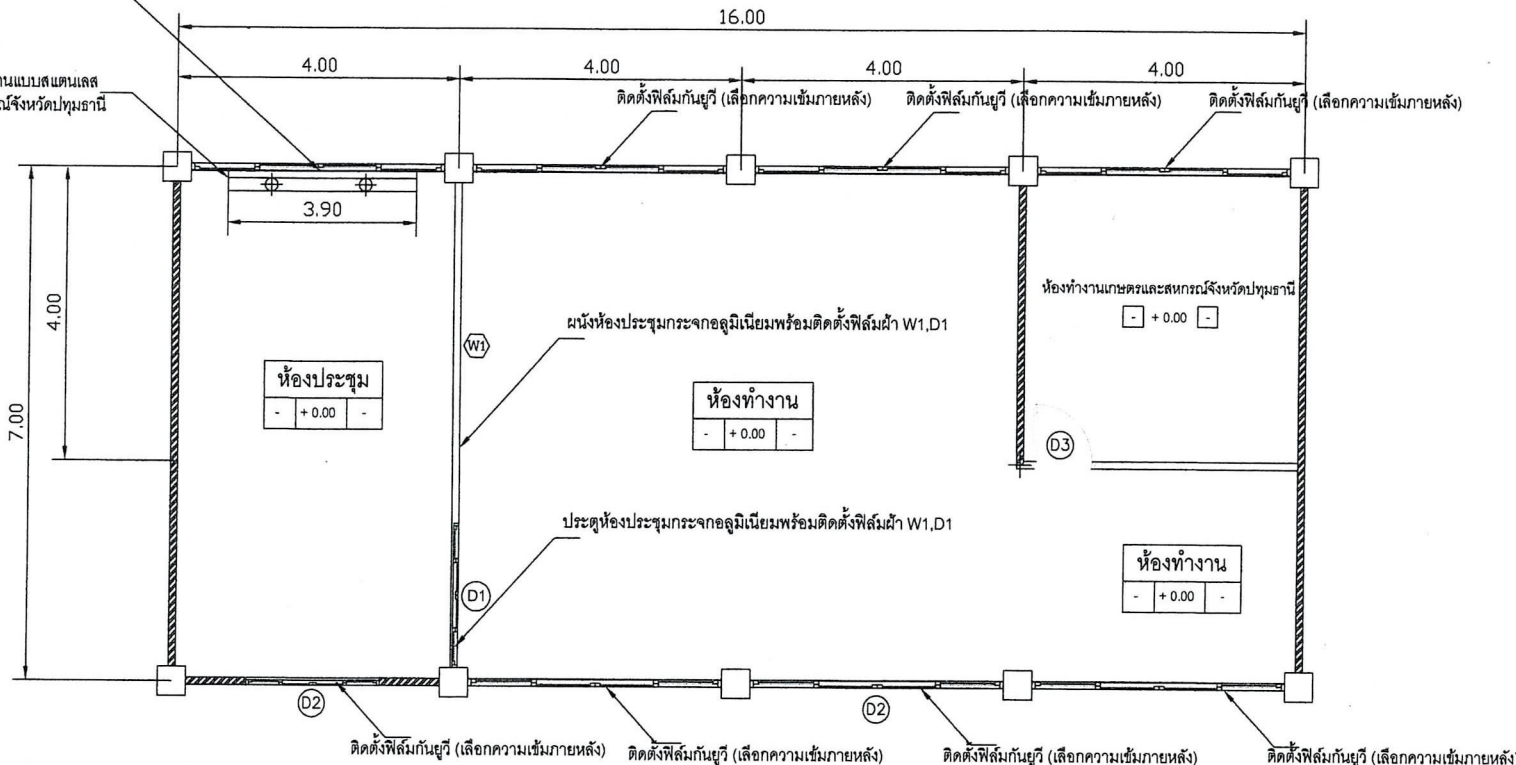 16.00
4.00
4.00
4.00
4.00
านแบบสแตนเลส
ณ์จังหวัดปทุมธานี
ติดตั้งฟิล์มกันยูวี (เลือกความเข้มภายหลัง)
ติดตั้งฟิล์มกันยูวี (เลือกความเข้มภายหลัง)
ติดตั้งฟิล์มกันยูวี (เลือกความเข้มภายหลัง)
3.90
4.00
7.00
ห้องทำงานเกษตรและสหกรณ์จังหวัดปทุมธานี
- + 0.00 -
ผนังห้องประชุมกระจกอลูมิเนียมพร้อมติดตั้งฟิล์มฝ้า W1,D1
W1
ห้องประชุม
- + 0.00 -
ห้องทำงาน
- + 0.00 -
D3
ประตูห้องประชุมกระจกอลูมิเนียมพร้อมติดตั้งฟิล์มฝ้า W1,D1
ห้องทำงาน
- + 0.00 -
D1
D2
D2
ติดตั้งฟิล์มกันยูวี (เลือกความเข้มภายหลัง)
ติดตั้งฟิล์มกันยูวี (เลือกความเข้มภายหลัง)
ติดตั้งฟิล์มกันยูวี (เลือกความเข้มภายหลัง)
ติดตั้งฟิล์มกันยูวี (เลือกความเข้มภายหลัง)